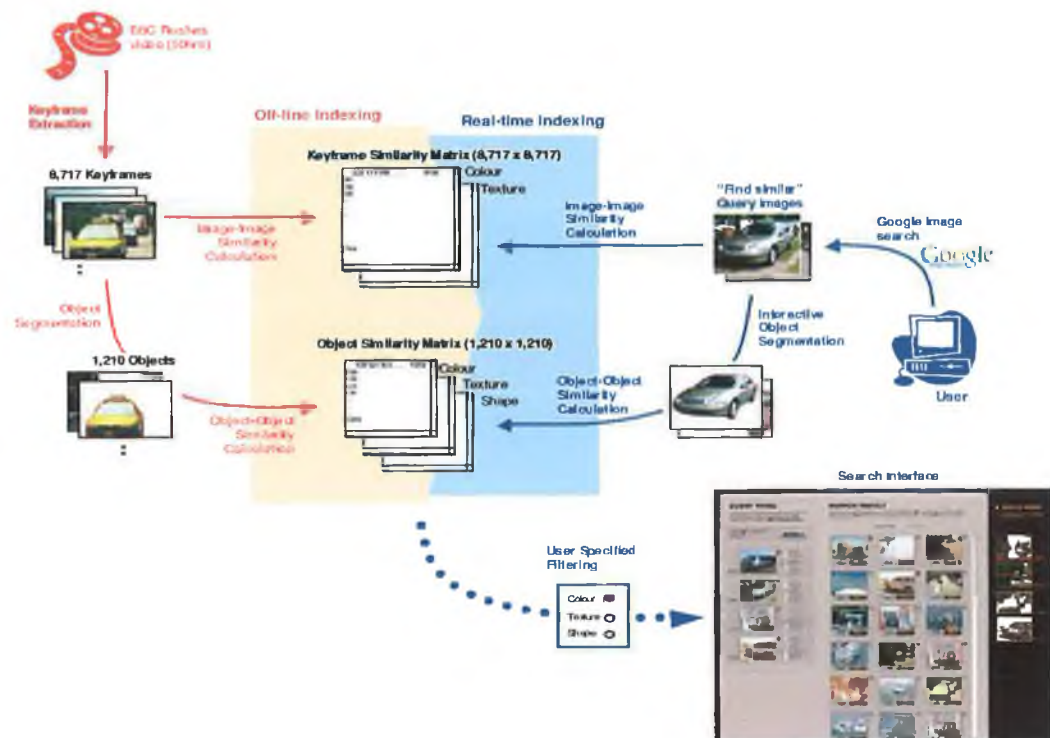 BBC Rushes
video (50hrs)
Keyframe
Extraction
8,717 Keyframes
Off-line Indexing
Real-time Indexing
Keyframe Similarity Matrix (8,717 x 8,717)
Colour
Texture
Image-Image
Similarity
Calculation
Image-Image
Similarity
Calculation
"Find similar"
Query Images
Google Image
search
Google
Object
Segmentation
Interactive
Object
Segmentation
User
1,210 Objects
Object Similarity Matrix (1,210 x 1,210)
Colour
Texture
Shape
Object-Object
Similarity
Calculation
Object-Object
Similarity
Calculation
Search Interface
User Specified
Filtering
Colour
Texture
Shape